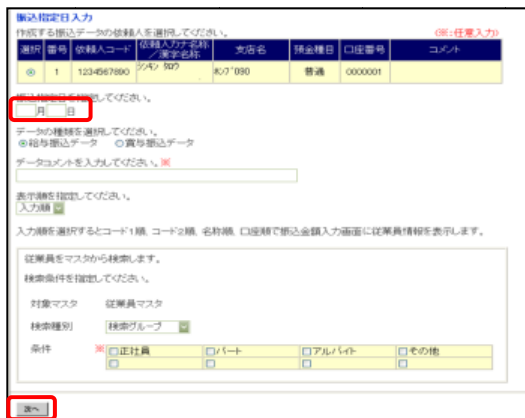 振込指定日入力
作成する振込データの依頼人を選択してください。 (※:任意入力)
選択 番号 依頼人コード 依頼人カナ名称／漢字名称 支店名 預金種目 口座番号 コメント
1 1234567890 シンキン タロウ ホンテン 090 普通 0000001
振込指定日を指定してください。
月 日
データの種類を選択してください。
給与振込データ 賞与振込データ
データコメントを入力してください。※
表示順を指定してください。
入力順
入力順を選択するとコード1順、コード2順、名称順、口座順で振込金額入力画面に従業員情報を表示します。
従業員をマスタから検索します。
検索条件を指定してください。
対象マスタ 従業員マスタ
検索種別 検索グループ
条件 ※ 正社員 パート アルバイト その他
次へ